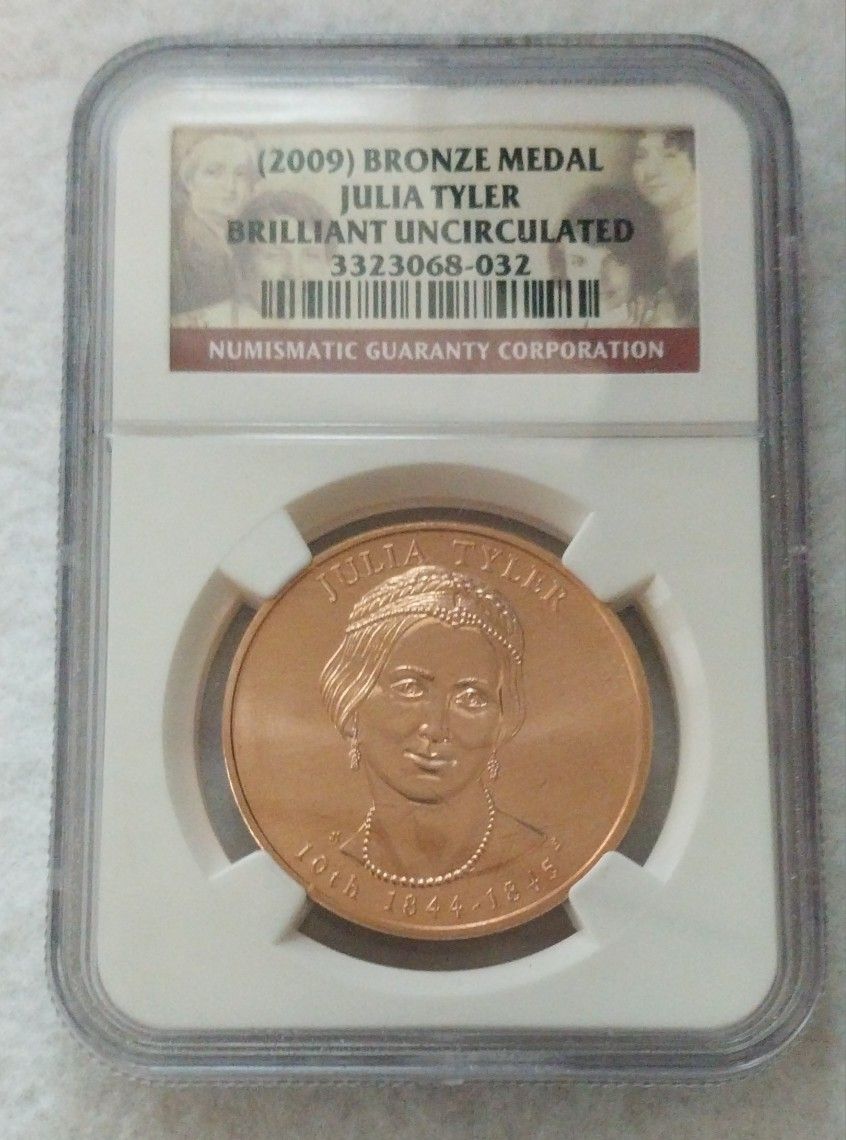 (2009) BRONZE MEDAL
JULIA TYLER
BRILLIANT UNCIRCULATED
3323068-032
NUMISMATIC GUARANTY CORPORATION
JULIA TYLER
10th 1844-1845